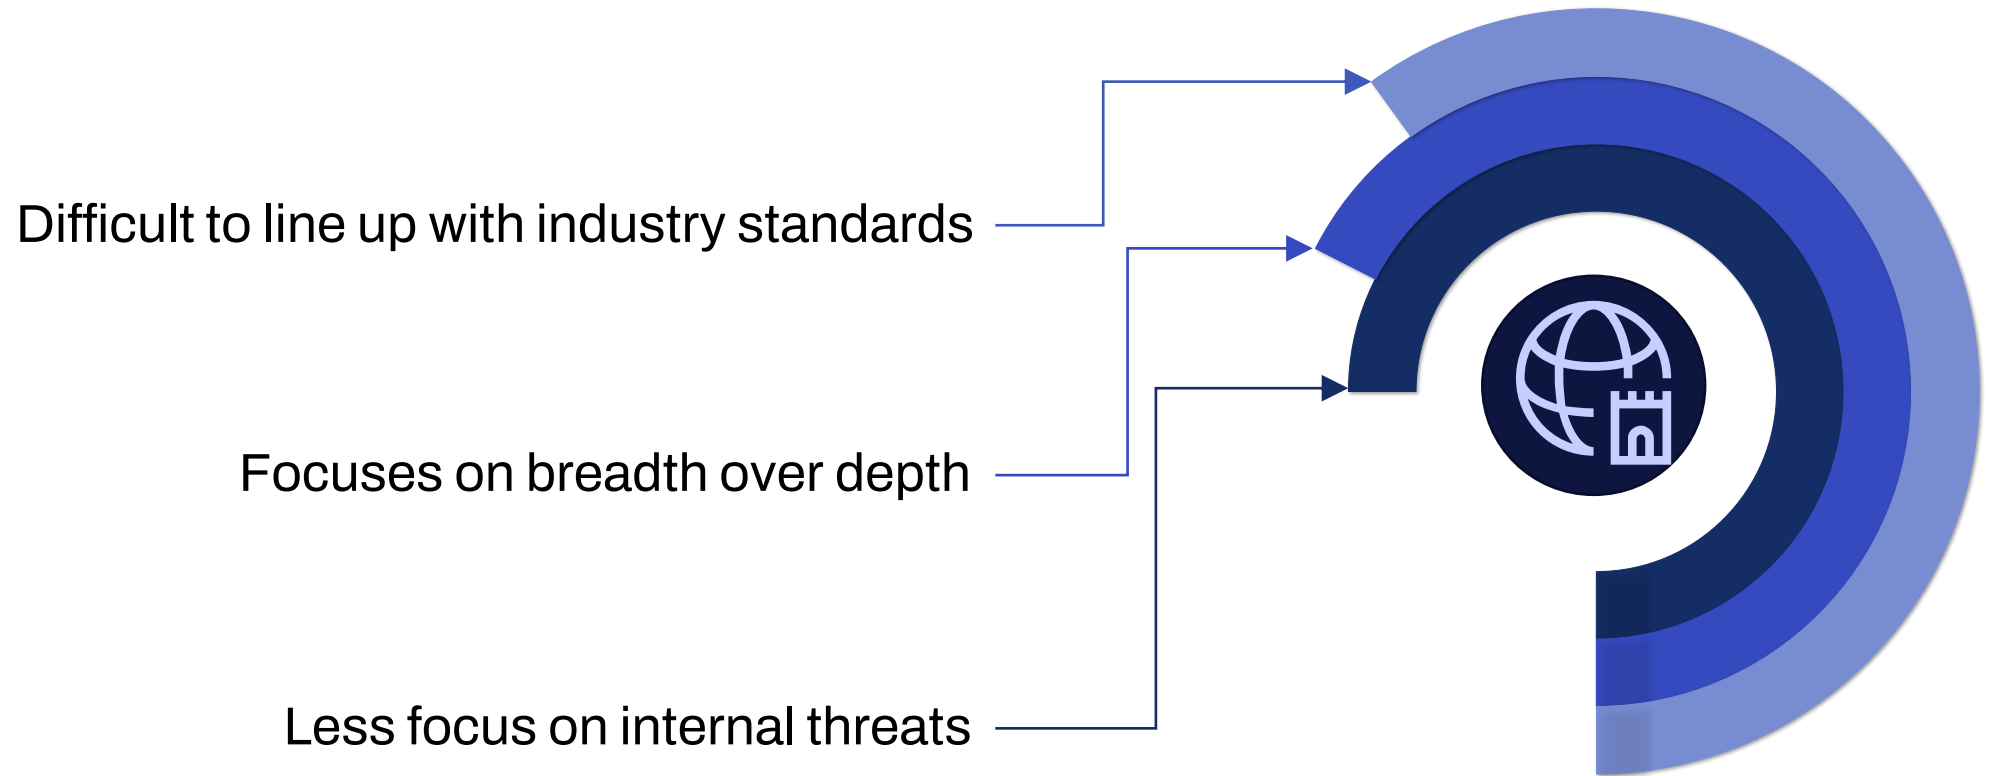 Difficult to line up with industry standards
Focuses on breadth over depth
Less focus on internal threats